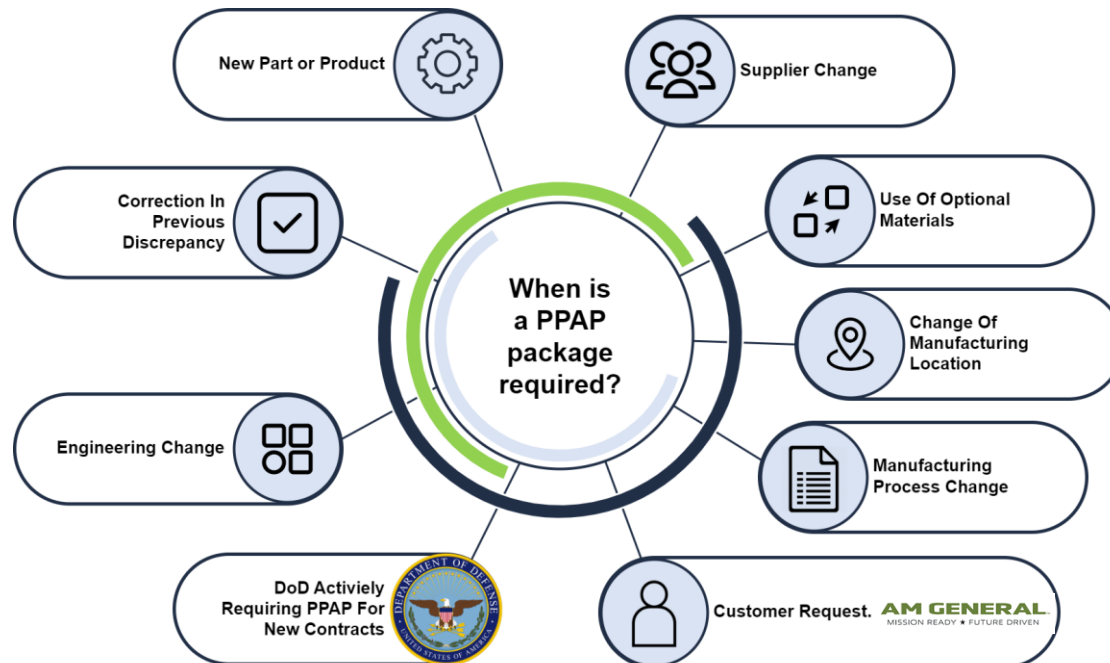 New Part or Product
Supplier Change
Correction In
Previous
Discrepancy
Use Of Optional
Materials
When is
a PPAP
package
required?
Change Of
Manufacturing
Location
Engineering Change
Manufacturing
Process Change
DoD Activiely
Requiring PPAP For
New Contracts
DEPARTMENT OF DEFENSE
UNITED STATES OF AMERICA
Customer Request.
AM GENERAL
MISSION READY ★ FUTURE DRIVEN